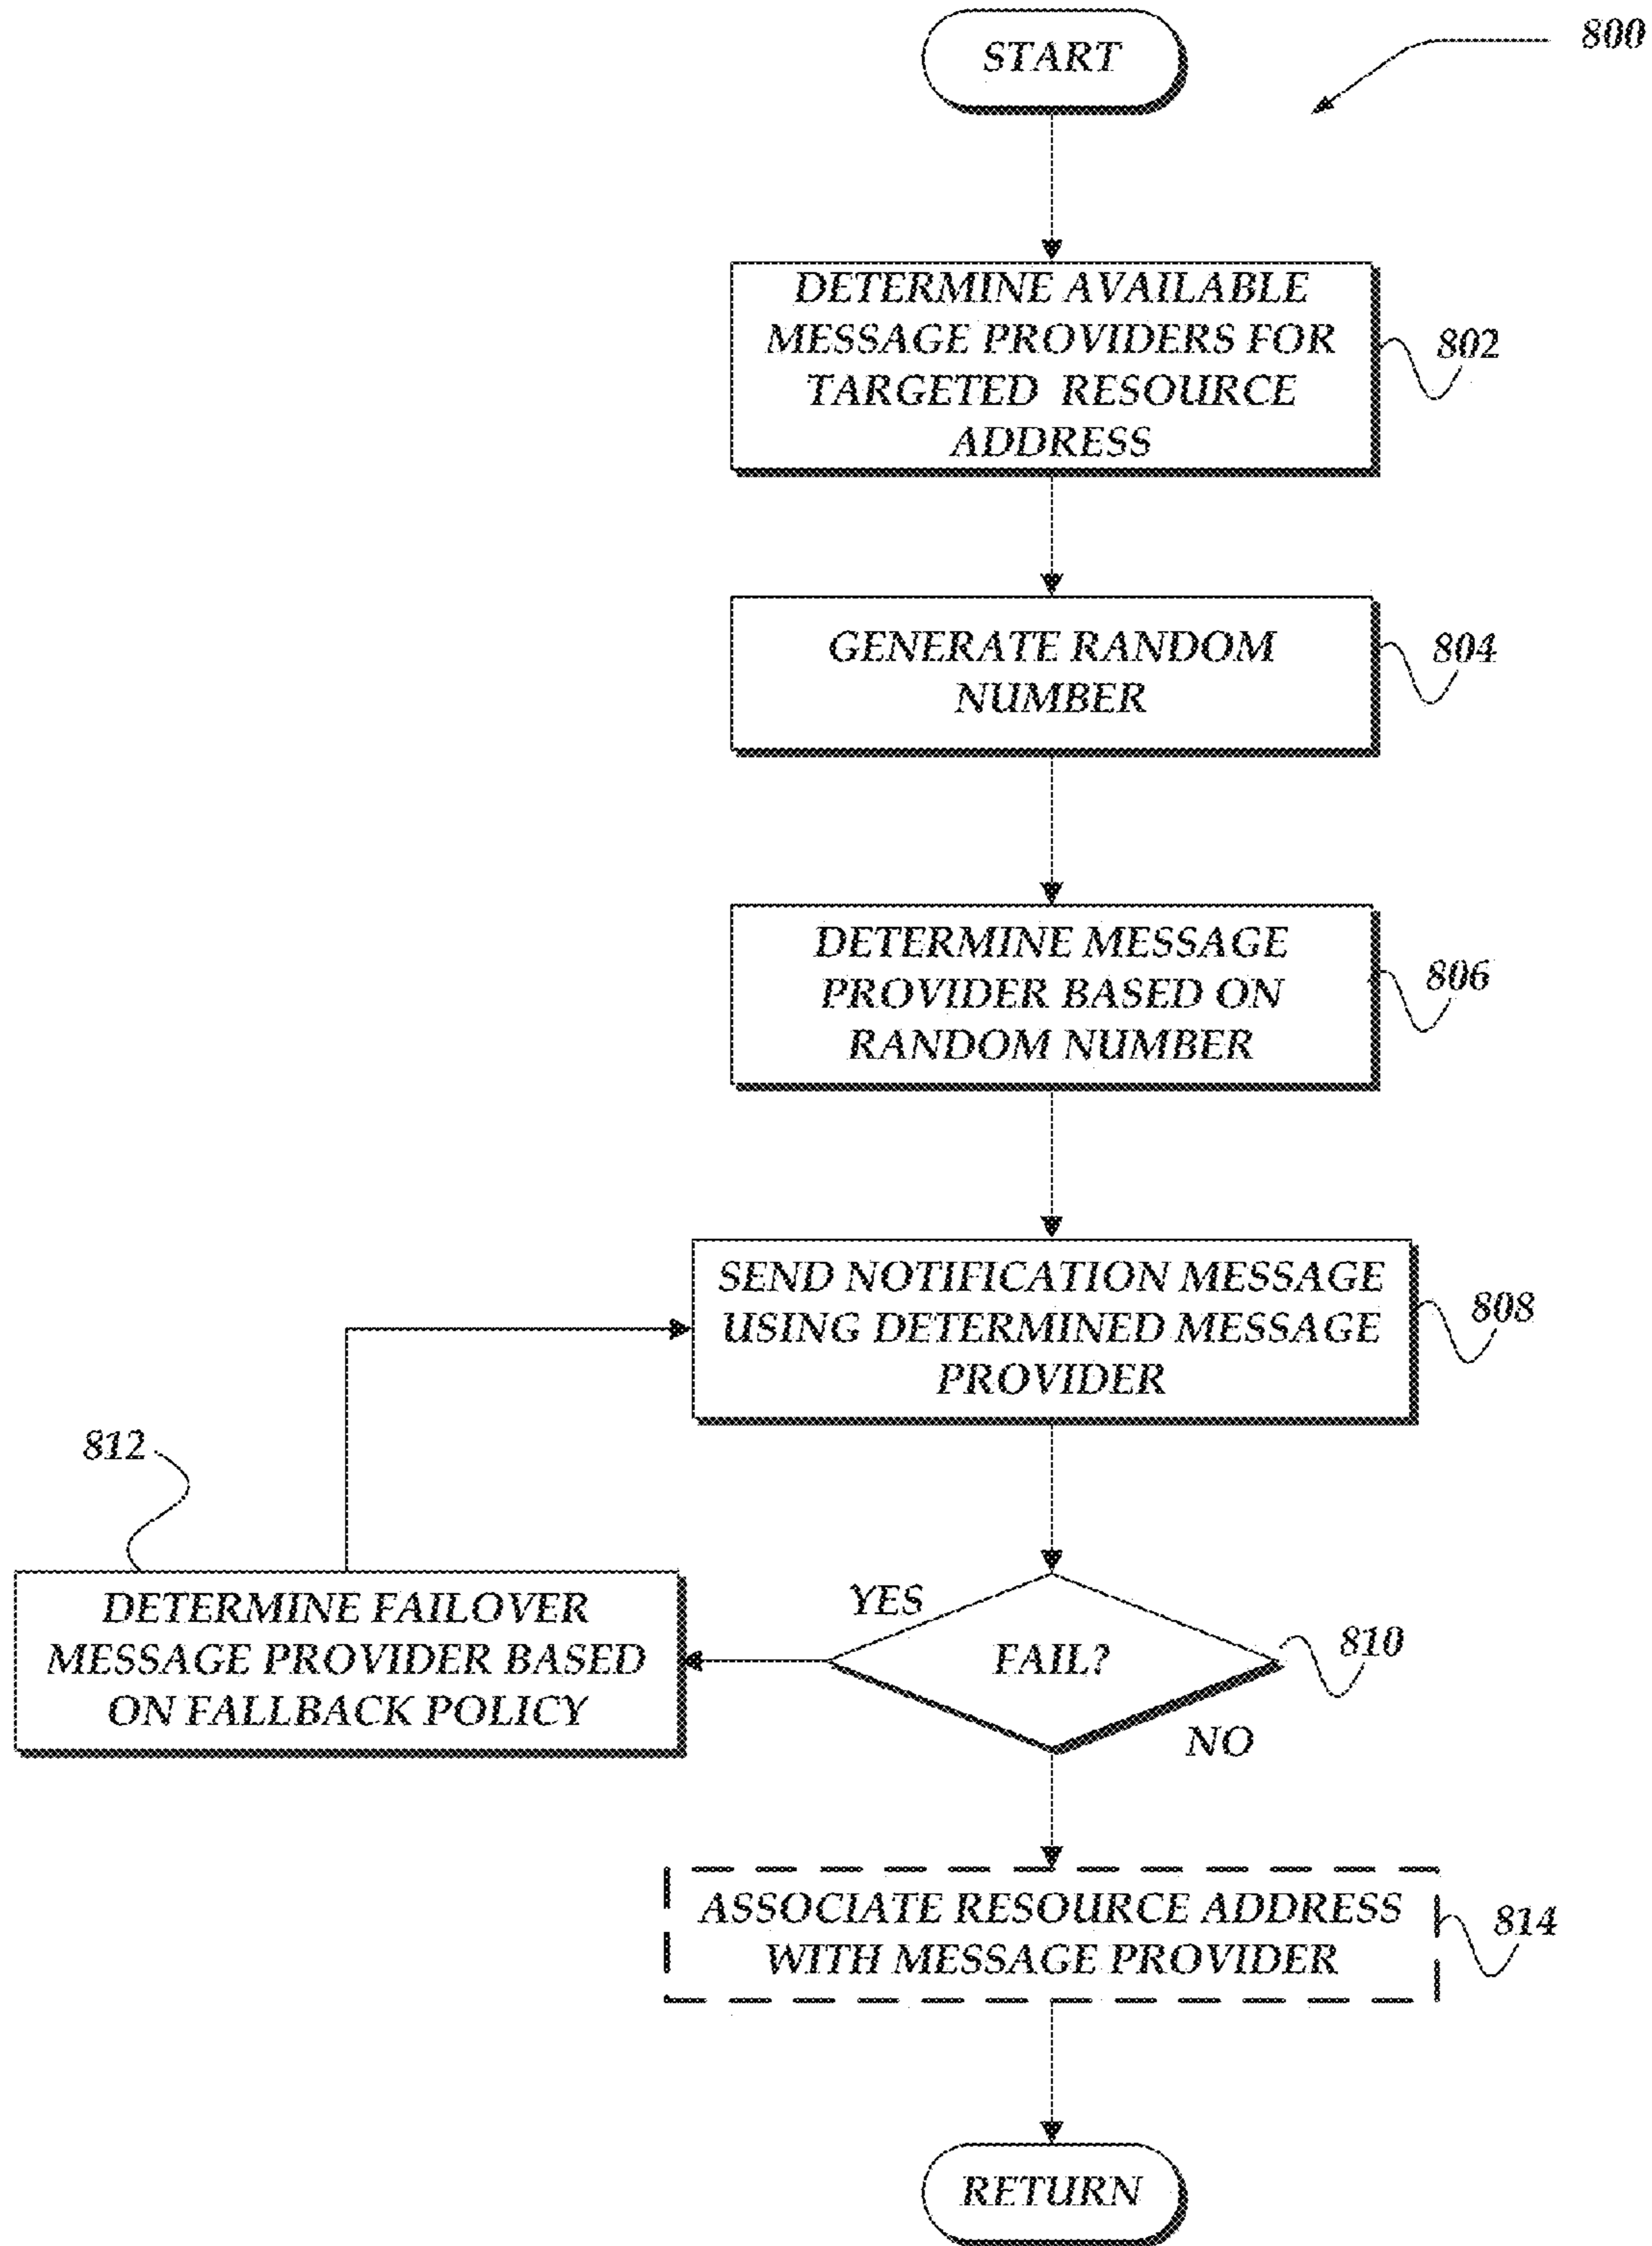 START
800
DETERMINE AVAILABLE
MESSAGE PROVIDERS FOR
TARGETED RESOURCE
ADDRESS
802
GENERATE RANDOM
NUMBER
804
DETERMINE MESSAGE
PROVIDER BASED ON
RANDOM NUMBER
806
SEND NOTIFICATION MESSAGE
USING DETERMINED MESSAGE
PROVIDER
808
812
DETERMINE FAILOVER
MESSAGE PROVIDER BASED
ON FALLBACK POLICY
YES
FAIL?
810
NO
ASSOCIATE RESOURCE ADDRESS
WITH MESSAGE PROVIDER
814
RETURN